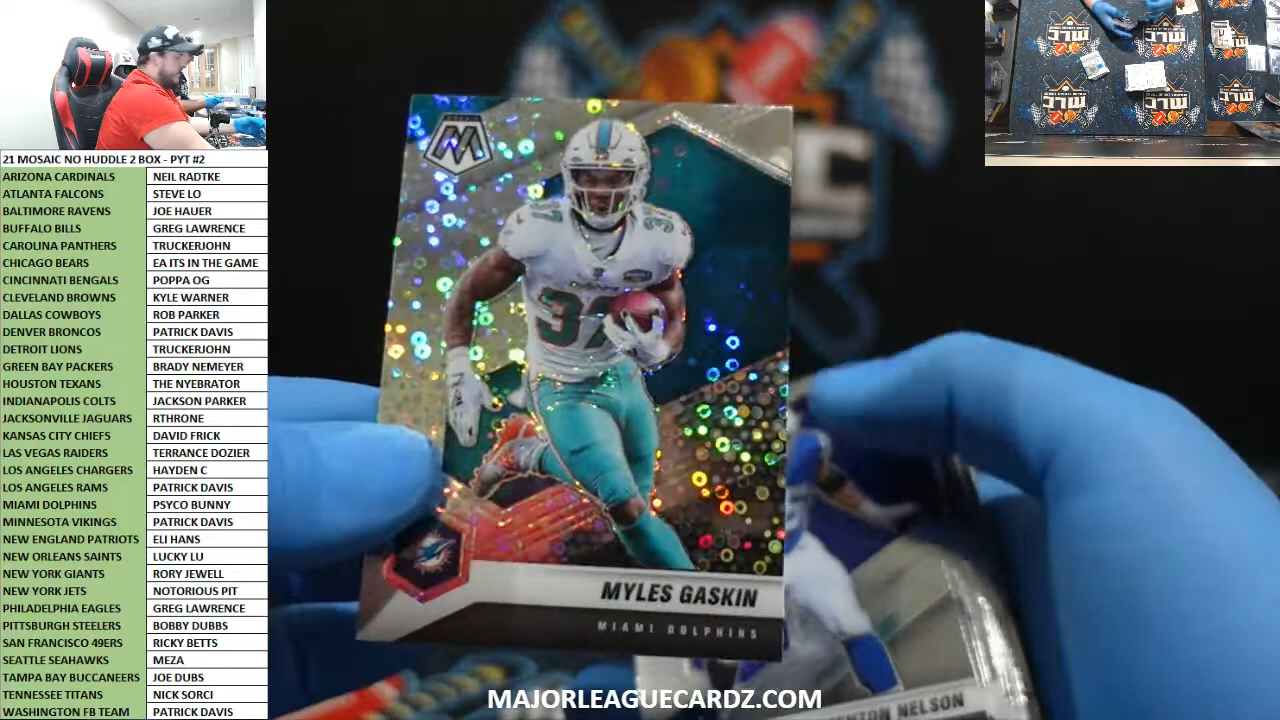 21 MOSAIC NO HUDDLE 2 BOX - PYT #2
ARIZONA CARDINALS NEIL RADTKE
ATLANTA FALCONS STEVE LO
BALTIMORE RAVENS JOE HAUER
BUFFALO BILLS GREG LAWRENCE
CAROLINA PANTHERS TRUCKERJOHN
CHICAGO BEARS EA ITS IN THE GAME
CINCINNATI BENGALS POPPA OG
CLEVELAND BROWNS KYLE WARNER
DALLAS COWBOYS ROB PARKER
DENVER BRONCOS PATRICK DAVIS
DETROIT LIONS TRUCKERJOHN
GREEN BAY PACKERS BRADY NEMEYER
HOUSTON TEXANS THE NYEBRATOR
INDIANAPOLIS COLTS JACKSON PARKER
JACKSONVILLE JAGUARS RTHRONE
KANSAS CITY CHIEFS DAVID FRICK
LAS VEGAS RAIDERS TERRANCE DOZIER
LOS ANGELES CHARGERS HAYDEN C
LOS ANGELES RAMS PATRICK DAVIS
MIAMI DOLPHINS PSYCO BUNNY
MINNESOTA VIKINGS PATRICK DAVIS
NEW ENGLAND PATRIOTS ELI HANS
NEW ORLEANS SAINTS LUCKY LU
NEW YORK GIANTS RORY JEWELL
NEW YORK JETS NOTORIOUS PIT
PHILADELPHIA EAGLES GREG LAWRENCE
PITTSBURGH STEELERS BOBBY DUBBS
SAN FRANCISCO 49ERS RICKY BETTS
SEATTLE SEAHAWKS MEZA
TAMPA BAY BUCCANEERS JOE DUBS
TENNESSEE TITANS NICK SORCI
WASHINGTON FB TEAM PATRICK DAVIS
M
37
37
MYLES GASKIN
MIAMI DOLPHINS
NELSON
MAJORLEAGUECARDZ.COM